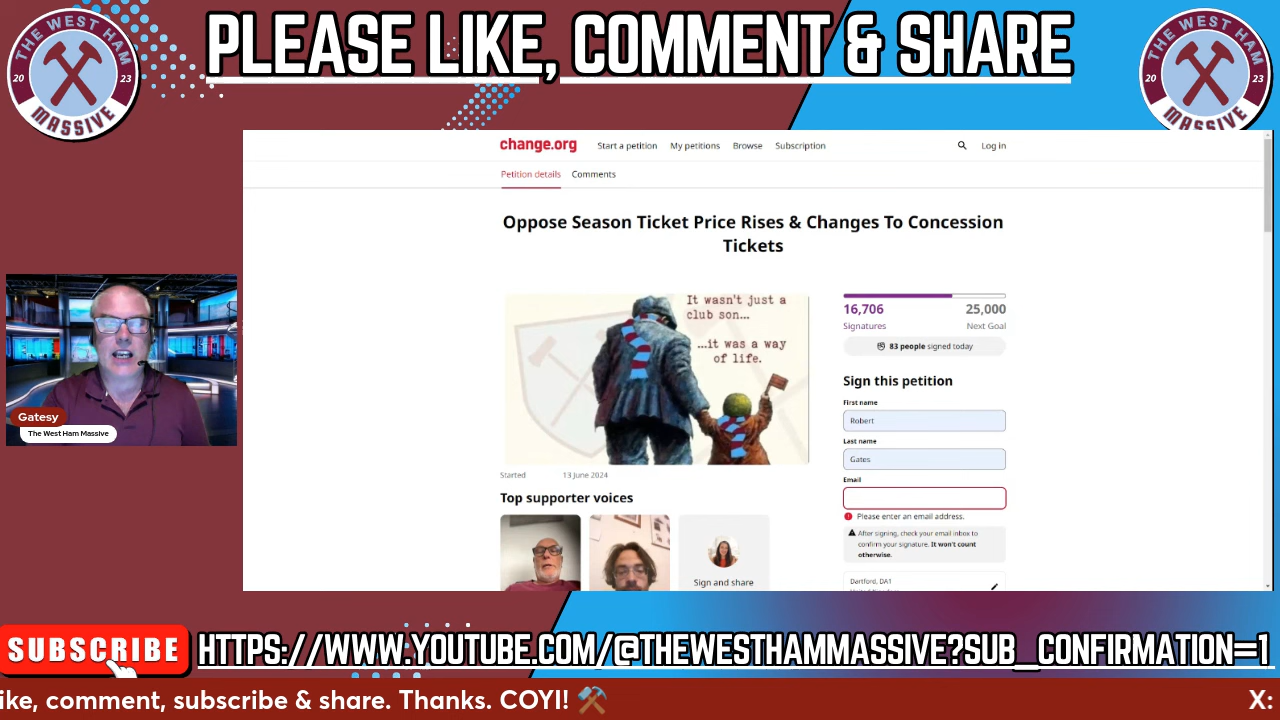 PLEASE LIKE, COMMENT & SHARE
THE WEST HAM
20 23
MASSIVE
THE WEST HAM
20 23
MASSIVE
change.org
Start a petition My petitions Browse Subscription Log in
Petition details Comments
Oppose Season Ticket Price Rises & Changes To Concession
Tickets
It wasn't just a
club son...
...it was a way
of life.
16,706 25,000
Signatures Next Goal
83 people signed today
Sign this petition
First name
Robert
Last name
Gates
Email
Please enter an email address.
After signing, check your email inbox to
confirm your signature. It won't count
otherwise.
Dartford, DA1
Started 13 June 2024
Top supporter voices
Sign and share
Gatesy
The West Ham Massive
SUBSCRIBE
HTTPS://WWW.YOUTUBE.COM/@THEWESTHAMMASSIVE?SUB_CONFIRMATION=1
ike, comment, subscribe & share. Thanks. COYI! ⚒️ X: